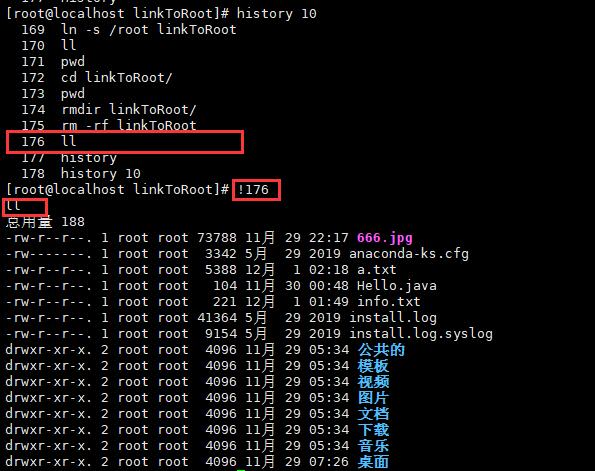 177 history
[root@localhost linkToRoot]# history 10
169 ln -s /root linkToRoot
170 ll
171 pwd
172 cd linkToRoot/
173 pwd
174 rmdir linkToRoot/
175 rm -rf linkToRoot
176 ll
177 history
178 history 10
[root@localhost linkToRoot]# !176
ll
总用量 188
-rw-r--r--. 1 root root 73788 11月 29 22:17 666.jpg
-rw-------. 1 root root 3342 5月 29 2019 anaconda-ks.cfg
-rw-r--r--. 1 root root 5388 12月 1 02:18 a.txt
-rw-r--r--. 1 root root 104 11月 30 00:48 Hello.java
-rw-r--r--. 1 root root 221 12月 1 01:49 info.txt
-rw-r--r--. 1 root root 41364 5月 29 2019 install.log
-rw-r--r--. 1 root root 9154 5月 29 2019 install.log.syslog
drwxr-xr-x. 2 root root 4096 11月 29 05:34 公共的
drwxr-xr-x. 2 root root 4096 11月 29 05:34 模板
drwxr-xr-x. 2 root root 4096 11月 29 05:34 视频
drwxr-xr-x. 2 root root 4096 11月 29 05:34 图片
drwxr-xr-x. 2 root root 4096 11月 29 05:34 文档
drwxr-xr-x. 2 root root 4096 11月 29 05:34 下载
drwxr-xr-x. 2 root root 4096 11月 29 05:34 音乐
drwxr-xr-x. 2 root root 4096 11月 29 07:26 桌面